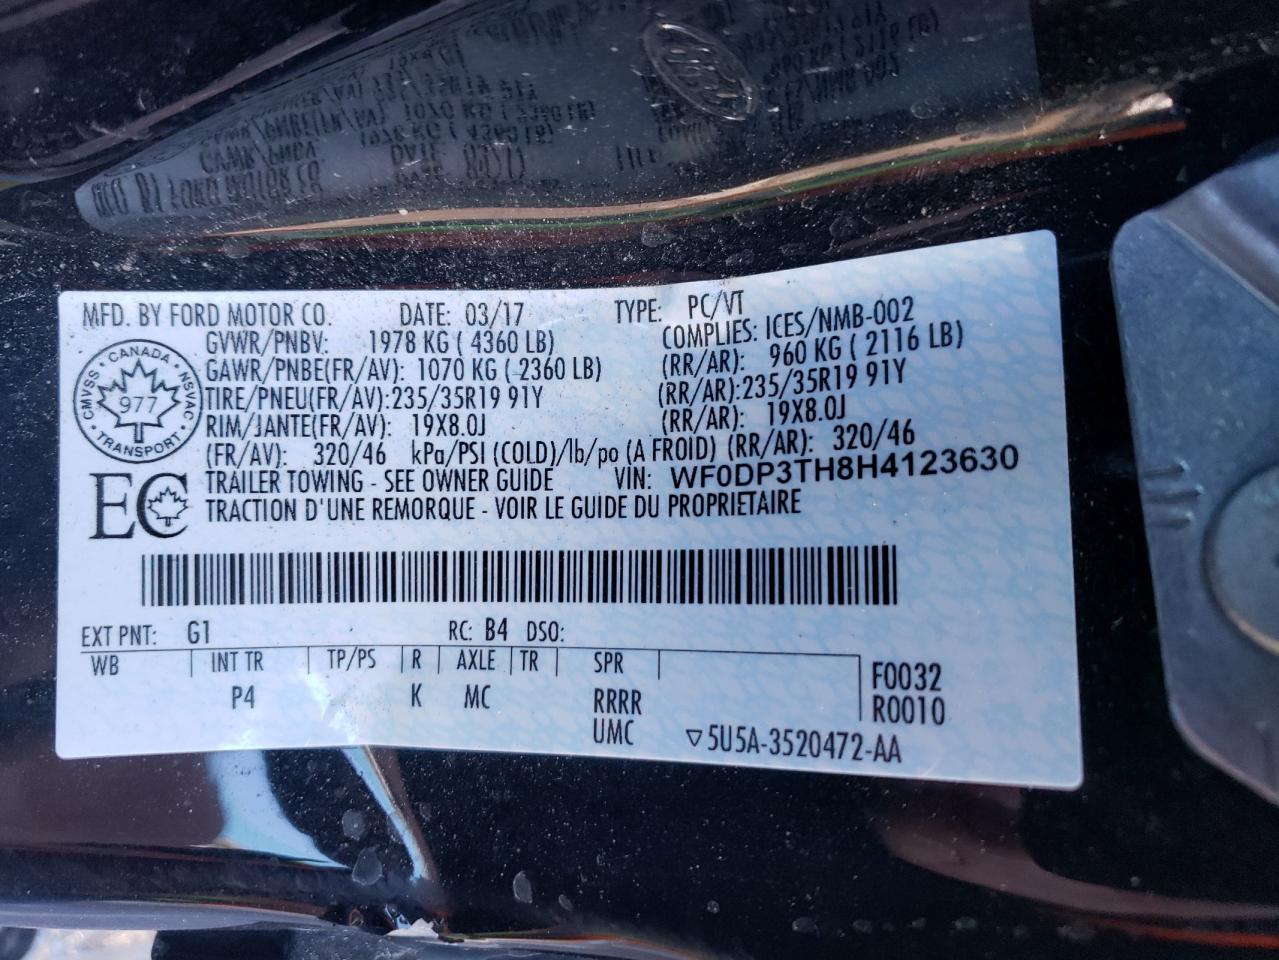 MFD. BY FORD MOTOR CO. DATE: 03/17 TYPE: PC/VT
GVWR/PNBV: 1978 KG ( 4360 LB) COMPLIES: ICES/NMB-002
GAWR/PNBE(FR/AV): 1070 KG ( 2360 LB) (RR/AR): 960 KG ( 2116 LB)
TIRE/PNEU(FR/AV): 235/35R19 91Y (RR/AR): 235/35R19 91Y
RIM/JANTE(FR/AV): 19X8.0J (RR/AR): 19X8.0J
(FR/AV): 320/46 kPa/PSI (COLD)/lb/po (A FROID) (RR/AR): 320/46
TRAILER TOWING - SEE OWNER GUIDE VIN: WF0DP3TH8H4123630
TRACTION D'UNE REMORQUE - VOIR LE GUIDE DU PROPRIETAIRE
CANADA
CMVSS 977 NSVAC
TRANSPORT
EC
EXT PNT: G1 RC: B4 DSO:
WB INT TR TP/PS R AXLE TR SPR F0032
P4 K MC RRRR R0010
UMC ▽5U5A-3520472-AA